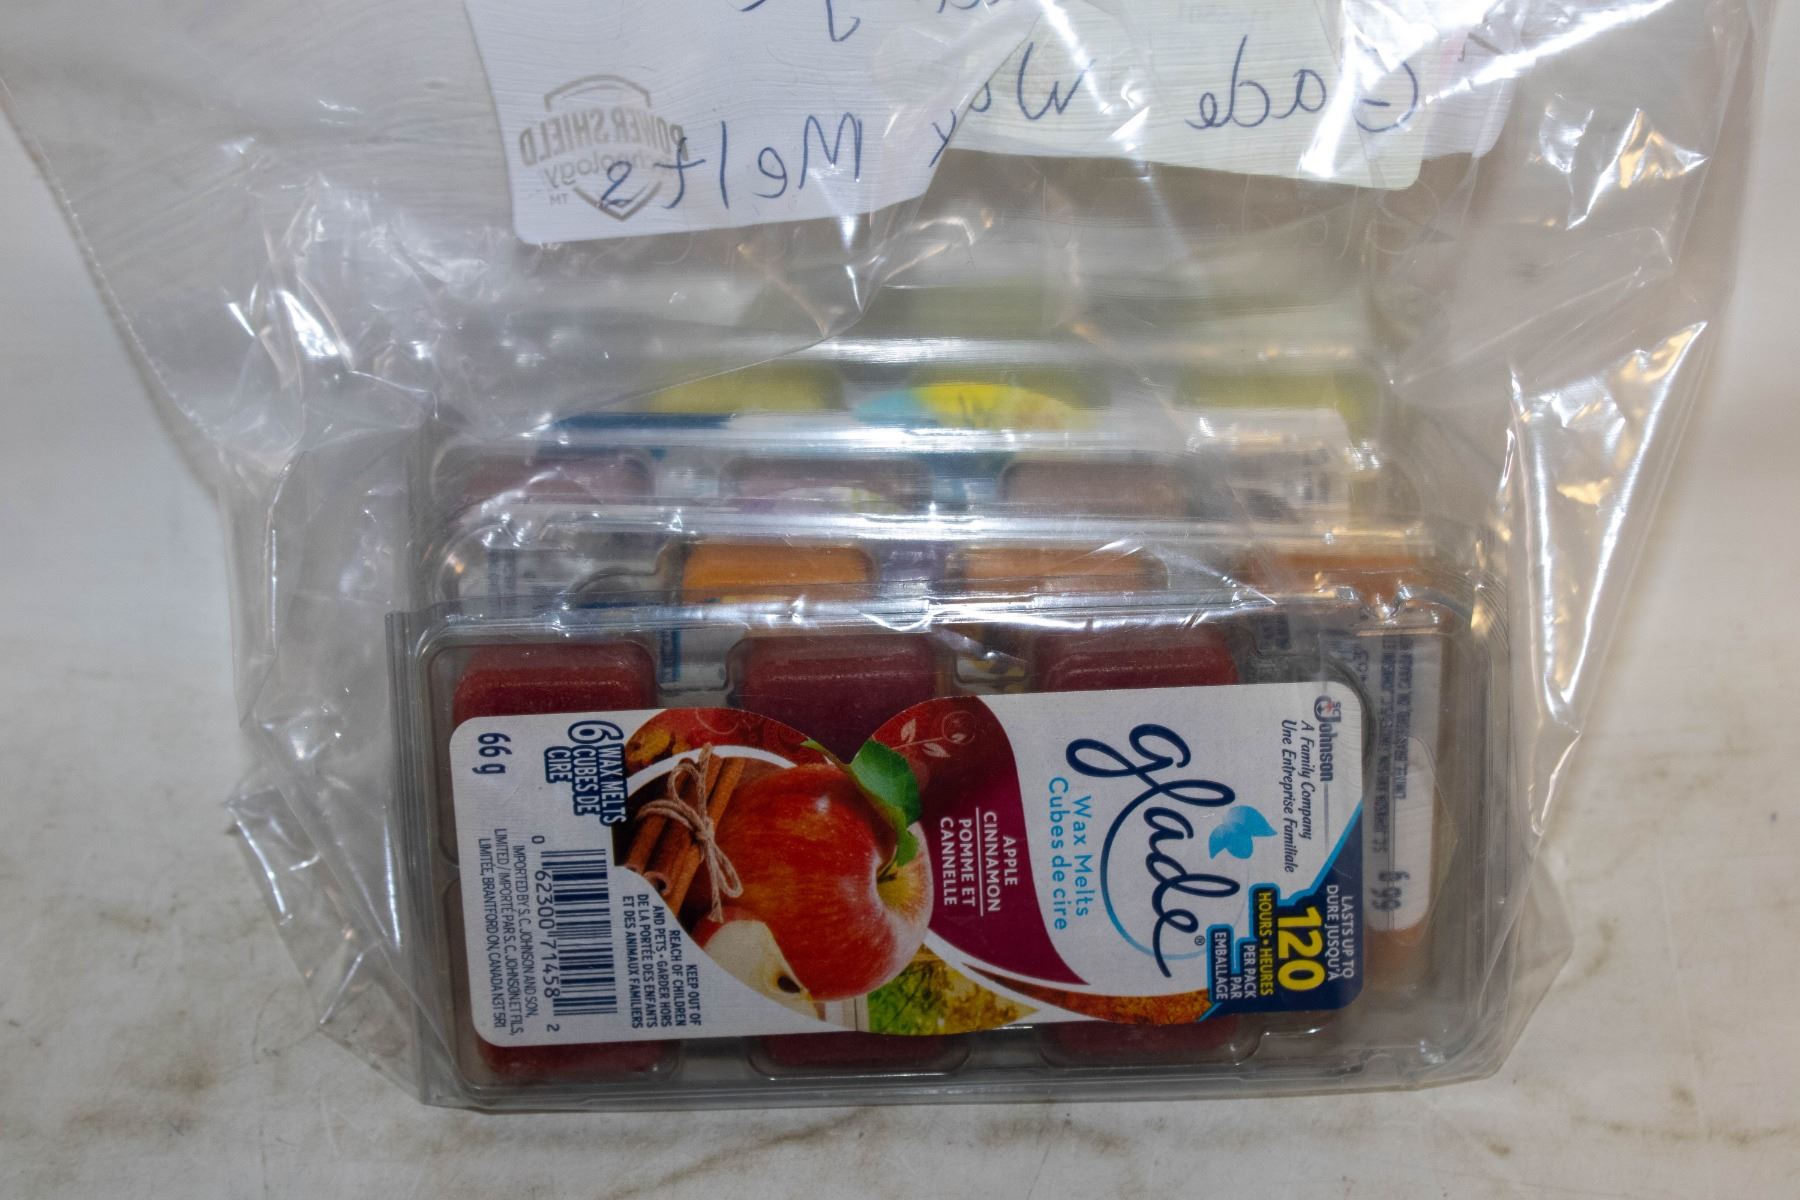 Glade Wax
Melts
POWER SHIELD
technology
TM
SC Johnson
A Family Company
Une Entreprise Familiale
LASTS UP TO
DURE JUSQU'À
120
HOURS • HEURES
PER PACK
PAR
EMBALLAGE
glade®
Wax Melts
Cubes de cire
APPLE
CINNAMON
POMME ET
CANNELLE
6 WAX MELTS
CUBES DE
CIRE
66 g
KEEP OUT OF
REACH OF CHILDREN
AND PETS • GARDER HORS
DE LA PORTÉE DES ENFANTS
ET DES ANIMAUX FAMILIERS
0 62300 71458 2
IMPORTED BY S. C. JOHNSON AND SON,
LIMITED / IMPORTÉ PAR S. C. JOHNSON ET FILS,
LIMITÉE, BRANTFORD ON, CANADA N3T 5R1